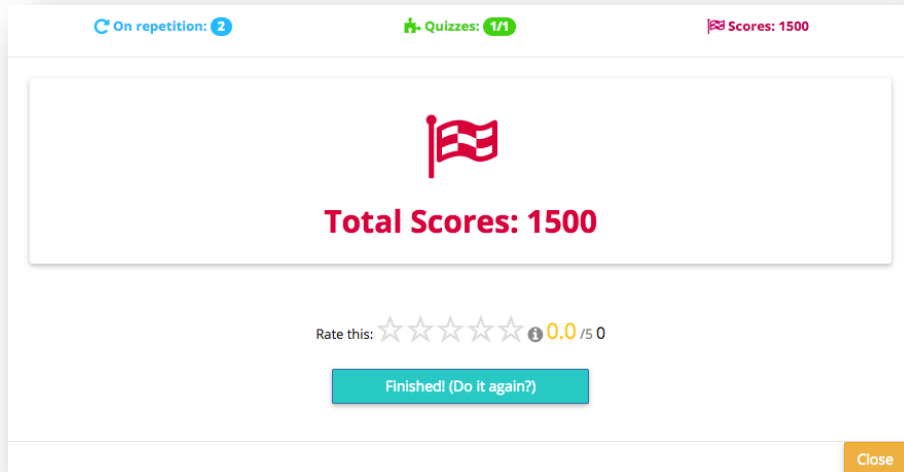 On repetition: 2 Quizzes: 1/1 Scores: 1500
Total Scores: 1500
Rate this: 0.0 /5 0
Finished! (Do it again?)
Close